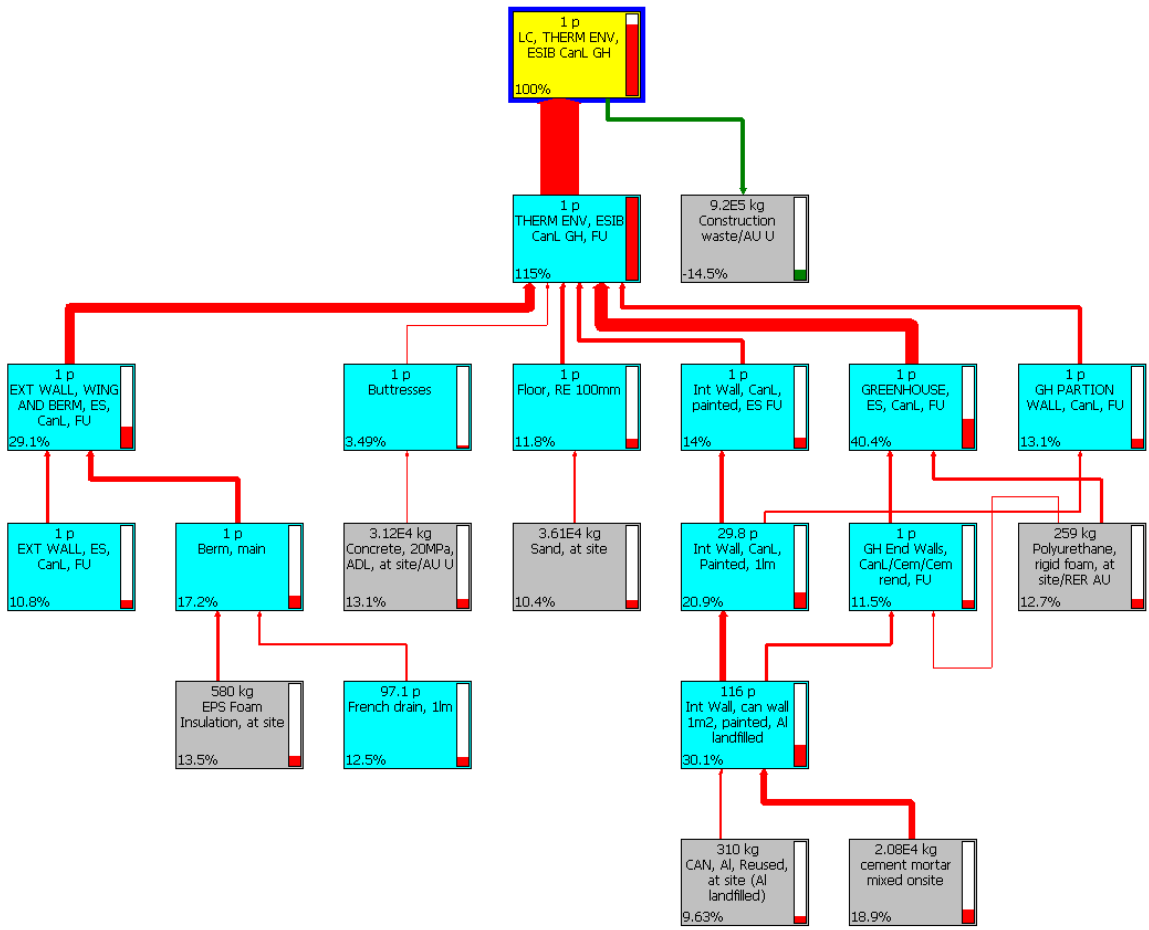 1 p
LC, THERM ENV,
ESIB CanL GH
100%
1 p
THERM ENV, ESIB
CanL GH, FU
115%
9.2E5 kg
Construction
waste/AU U
-14.5%
1 p
EXT WALL, WING
AND BERM, ES,
CanL, FU
29.1%
1 p
Buttresses
3.49%
1 p
Floor, RE 100mm
11.8%
1 p
Int Wall, CanL,
painted, ES FU
14%
1 p
GREENHOUSE,
ES, CanL, FU
40.4%
1 p
GH PARTION
WALL, CanL, FU
13.1%
1 p
EXT WALL, ES,
CanL, FU
10.8%
1 p
Berm, main
17.2%
3.12E4 kg
Concrete, 20MPa,
ADL, at site/AU U
13.1%
3.61E4 kg
Sand, at site
10.4%
29.8 p
Int Wall, CanL,
Painted, 1lm
20.9%
1 p
GH End Walls,
CanL/Cem/Cem
rend, FU
11.5%
259 kg
Polyurethane,
rigid foam, at
site/RER AU
12.7%
580 kg
EPS Foam
Insulation, at site
13.5%
97.1 p
French drain, 1lm
12.5%
116 p
Int Wall, can wall
1m2, painted, Al
landfilled
30.1%
310 kg
CAN, Al, Reused,
at site (Al
landfilled)
9.63%
2.08E4 kg
cement mortar
mixed onsite
18.9%